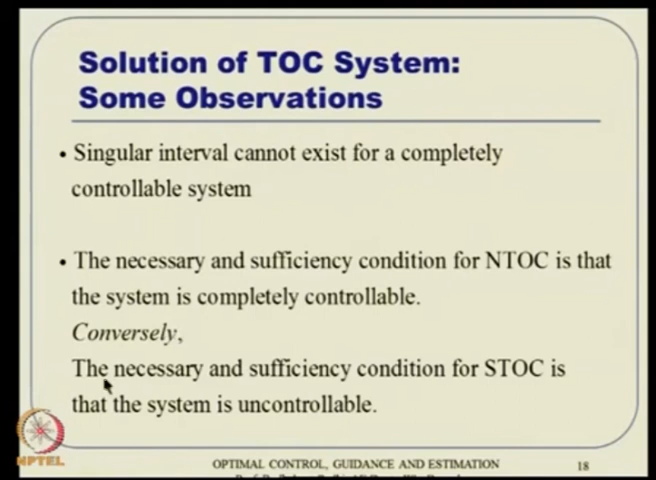 Solution of TOC System:
Some Observations
• Singular interval cannot exist for a completely
controllable system
• The necessary and sufficiency condition for NTOC is that
the system is completely controllable.
Conversely,
The necessary and sufficiency condition for STOC is
that the system is uncontrollable.
NPTEL
OPTIMAL CONTROL, GUIDANCE AND ESTIMATION
18